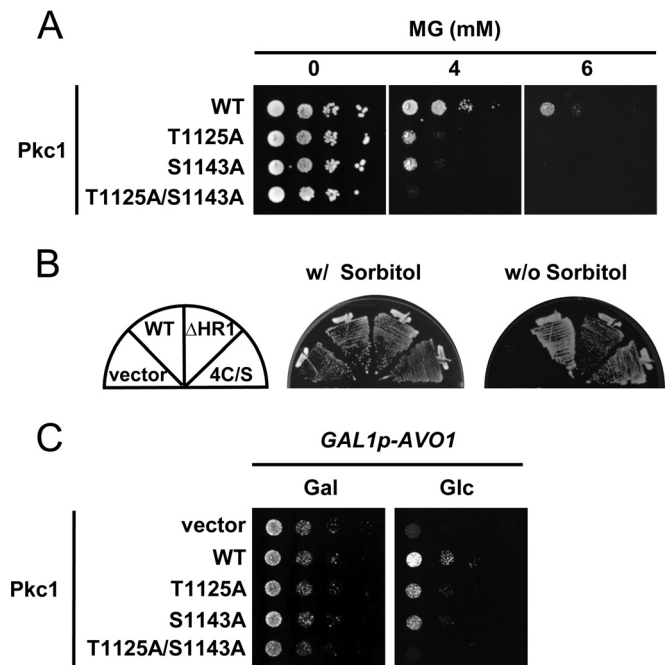 A
MG (mM)
0 4 6
Pkc1
WT
T1125A
S1143A
T1125A/S1143A
B
w/ Sorbitol w/o Sorbitol
WT ΔHR1
vector 4C/S
C
GAL1p-AVO1
Gal Glc
Pkc1
vector
WT
T1125A
S1143A
T1125A/S1143A